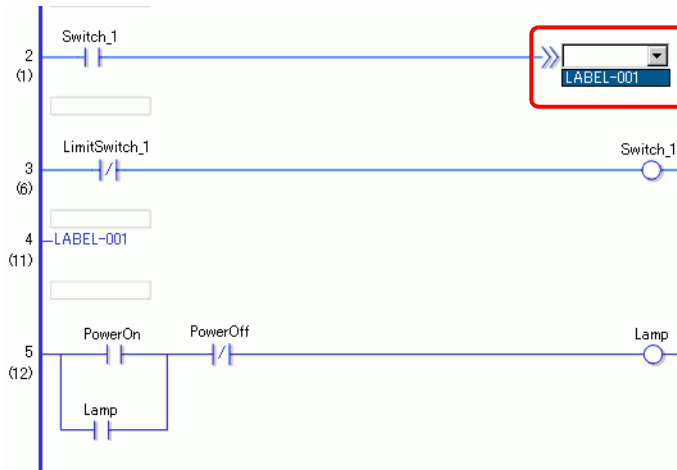 Switch_1
2
(1)
LABEL-001
LimitSwitch_1
Switch_1
3
(6)
4
LABEL-001
(11)
PowerOn
PowerOff
Lamp
5
(12)
Lamp